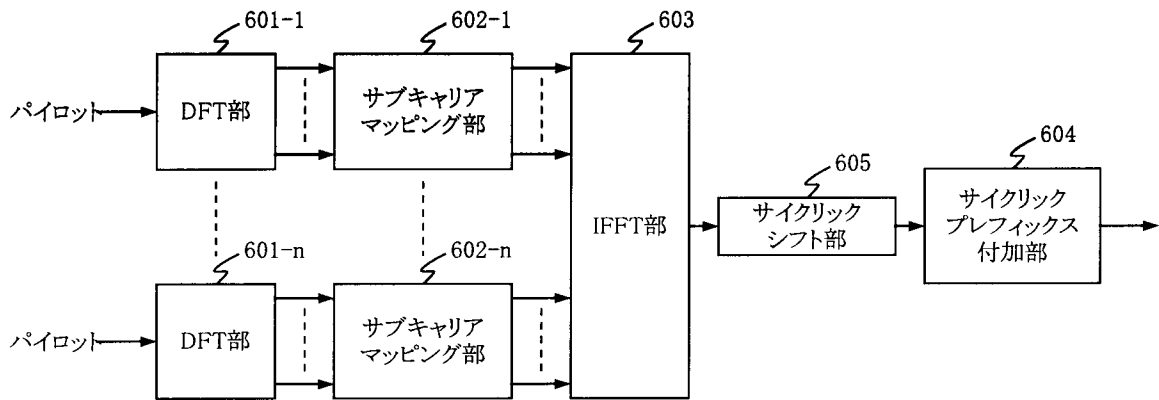 601-1
602-1
603
パイロット
DFT部
サブキャリア
マッピング部
IFFT部
605
サイクリック
シフト部
604
サイクリック
プレフィックス
付加部
601-n
602-n
パイロット
DFT部
サブキャリア
マッピング部